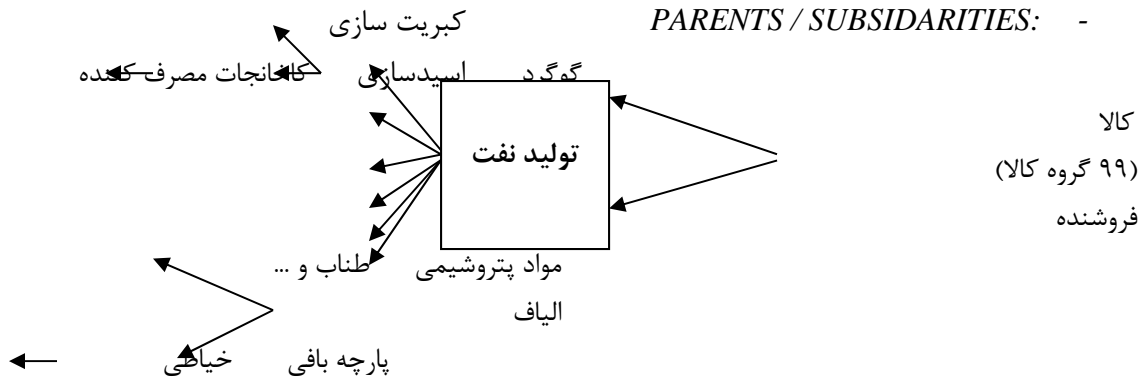 PARENTS / SUBSIDARITIES: -
کبریت سازی
گوگرد اسیدسازی کاخانجات مصرف کننده
کالا
تولید نفت
(۹۹ گروه کالا)
فروشنده
مواد پتروشیمی طناب و ...
الیاف
پارچه بافی خیاطی